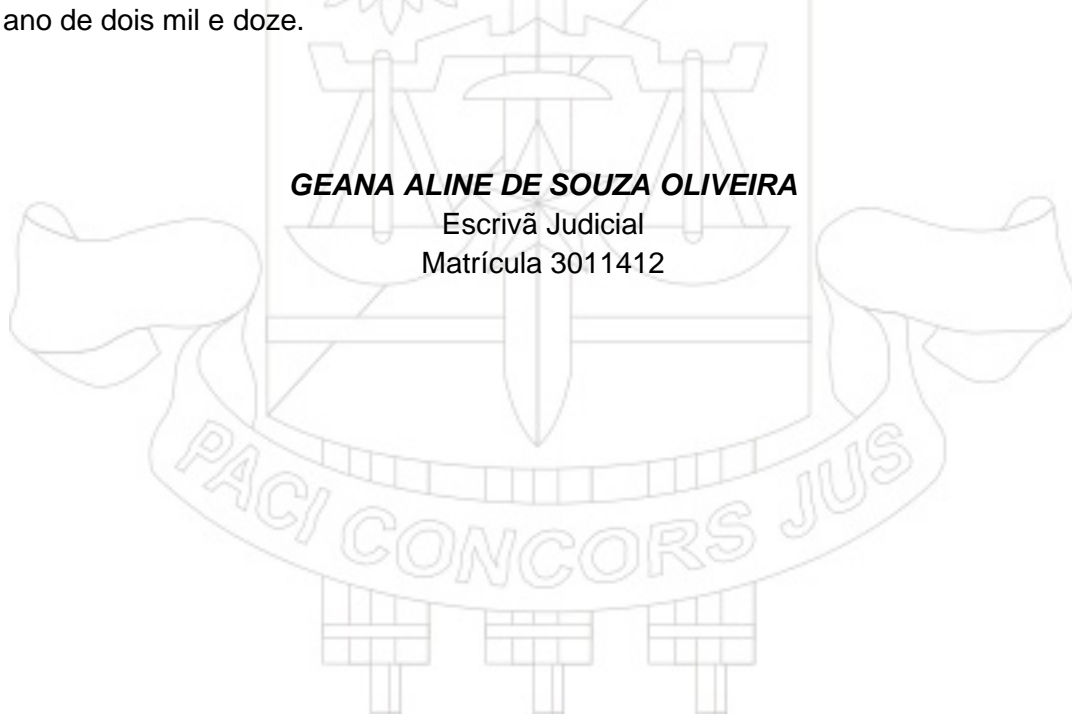 ano de dois mil e doze.
GEANA ALINE DE SOUZA OLIVEIRA
Escrivã Judicial
Matrícula 3011412
PACI CONCORS JUS